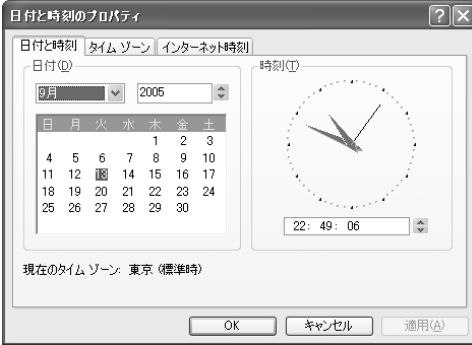 日付と時刻のプロパティ
日付と時刻 タイム ゾーン インターネット時刻
日付(D) 時刻(T)
9月 2005
日 月 火 水 木 金 土
1 2 3
4 5 6 7 8 9 10
11 12 13 14 15 16 17
18 19 20 21 22 23 24
25 26 27 28 29 30
22: 49: 06
現在のタイム ゾーン: 東京 (標準時)
OK キャンセル 適用(A)